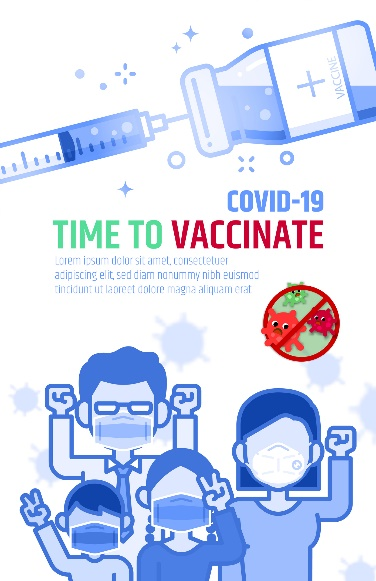 VACCINE
COVID-19
TIME TO VACCINATE
Lorem ipsum dolor sit amet, consectetuer
adipiscing elit, sed diam nonummy nibh euismod
tincidunt ut laoreet dolore magna aliquam erat